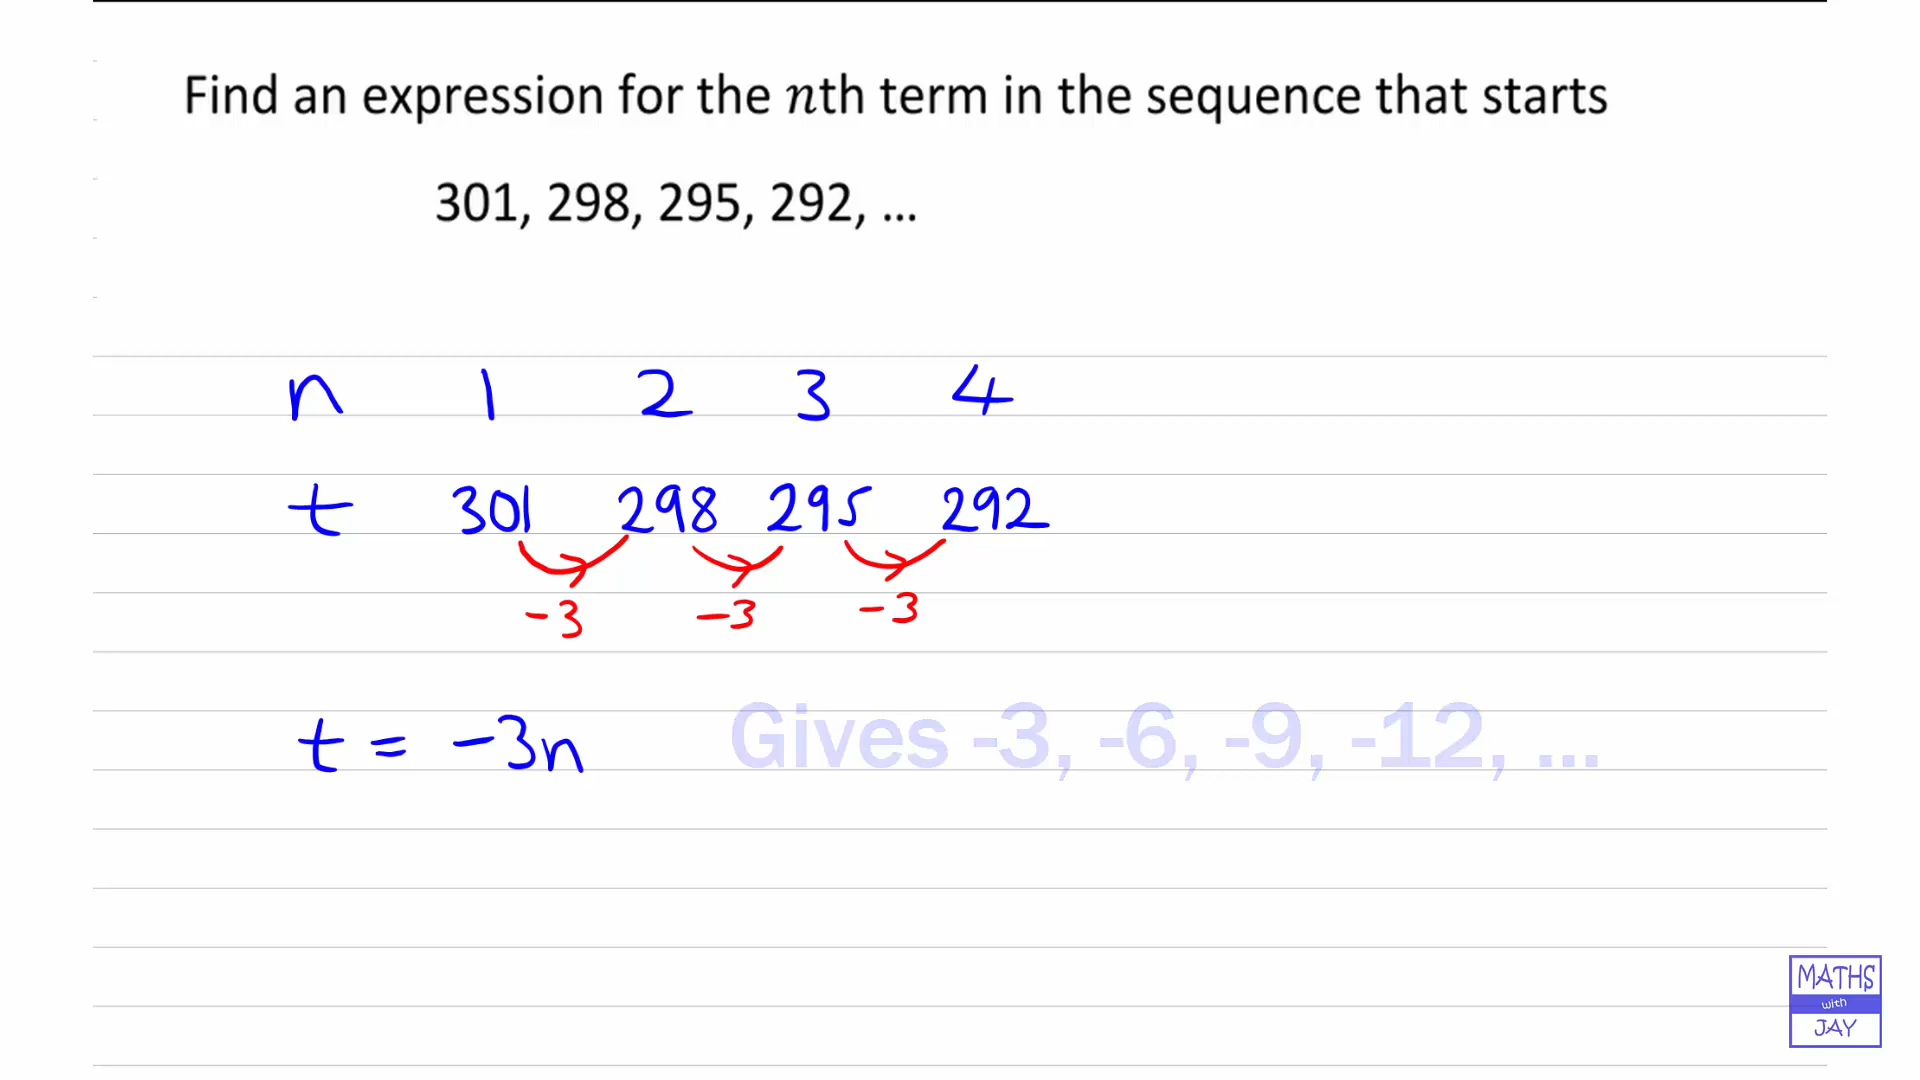 Find an expression for the nth term in the sequence that starts
301, 298, 295, 292, ...
n 1 2 3 4
t 301 298 295 292
-3 -3 -3
t = -3n Gives -3, -6, -9, -12, ...
MATHS
with
JAY